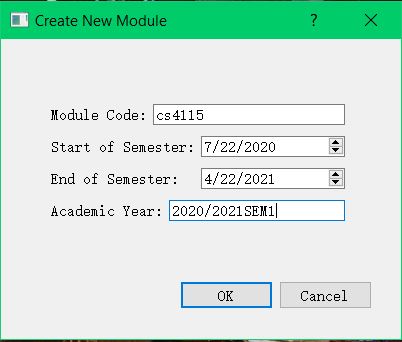 Create New Module
Module Code: cs4115
Start of Semester: 7/22/2020
End of Semester: 4/22/2021
Academic Year: 2020/2021SEM1
OK Cancel